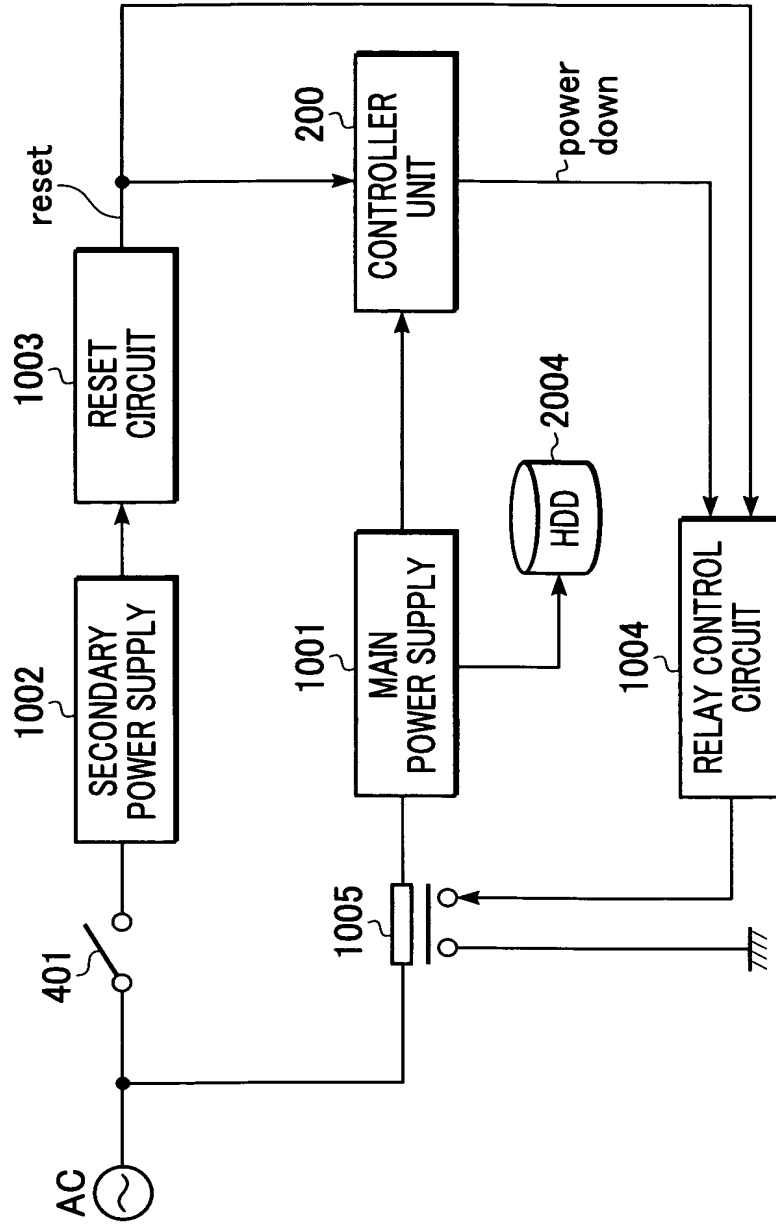 AC
401
1002
SECONDARY
POWER SUPPLY
1003
RESET
CIRCUIT
reset
1005
1001
MAIN
POWER SUPPLY
2004
HDD
200
CONTROLLER
UNIT
power
down
1004
RELAY CONTROL
CIRCUIT